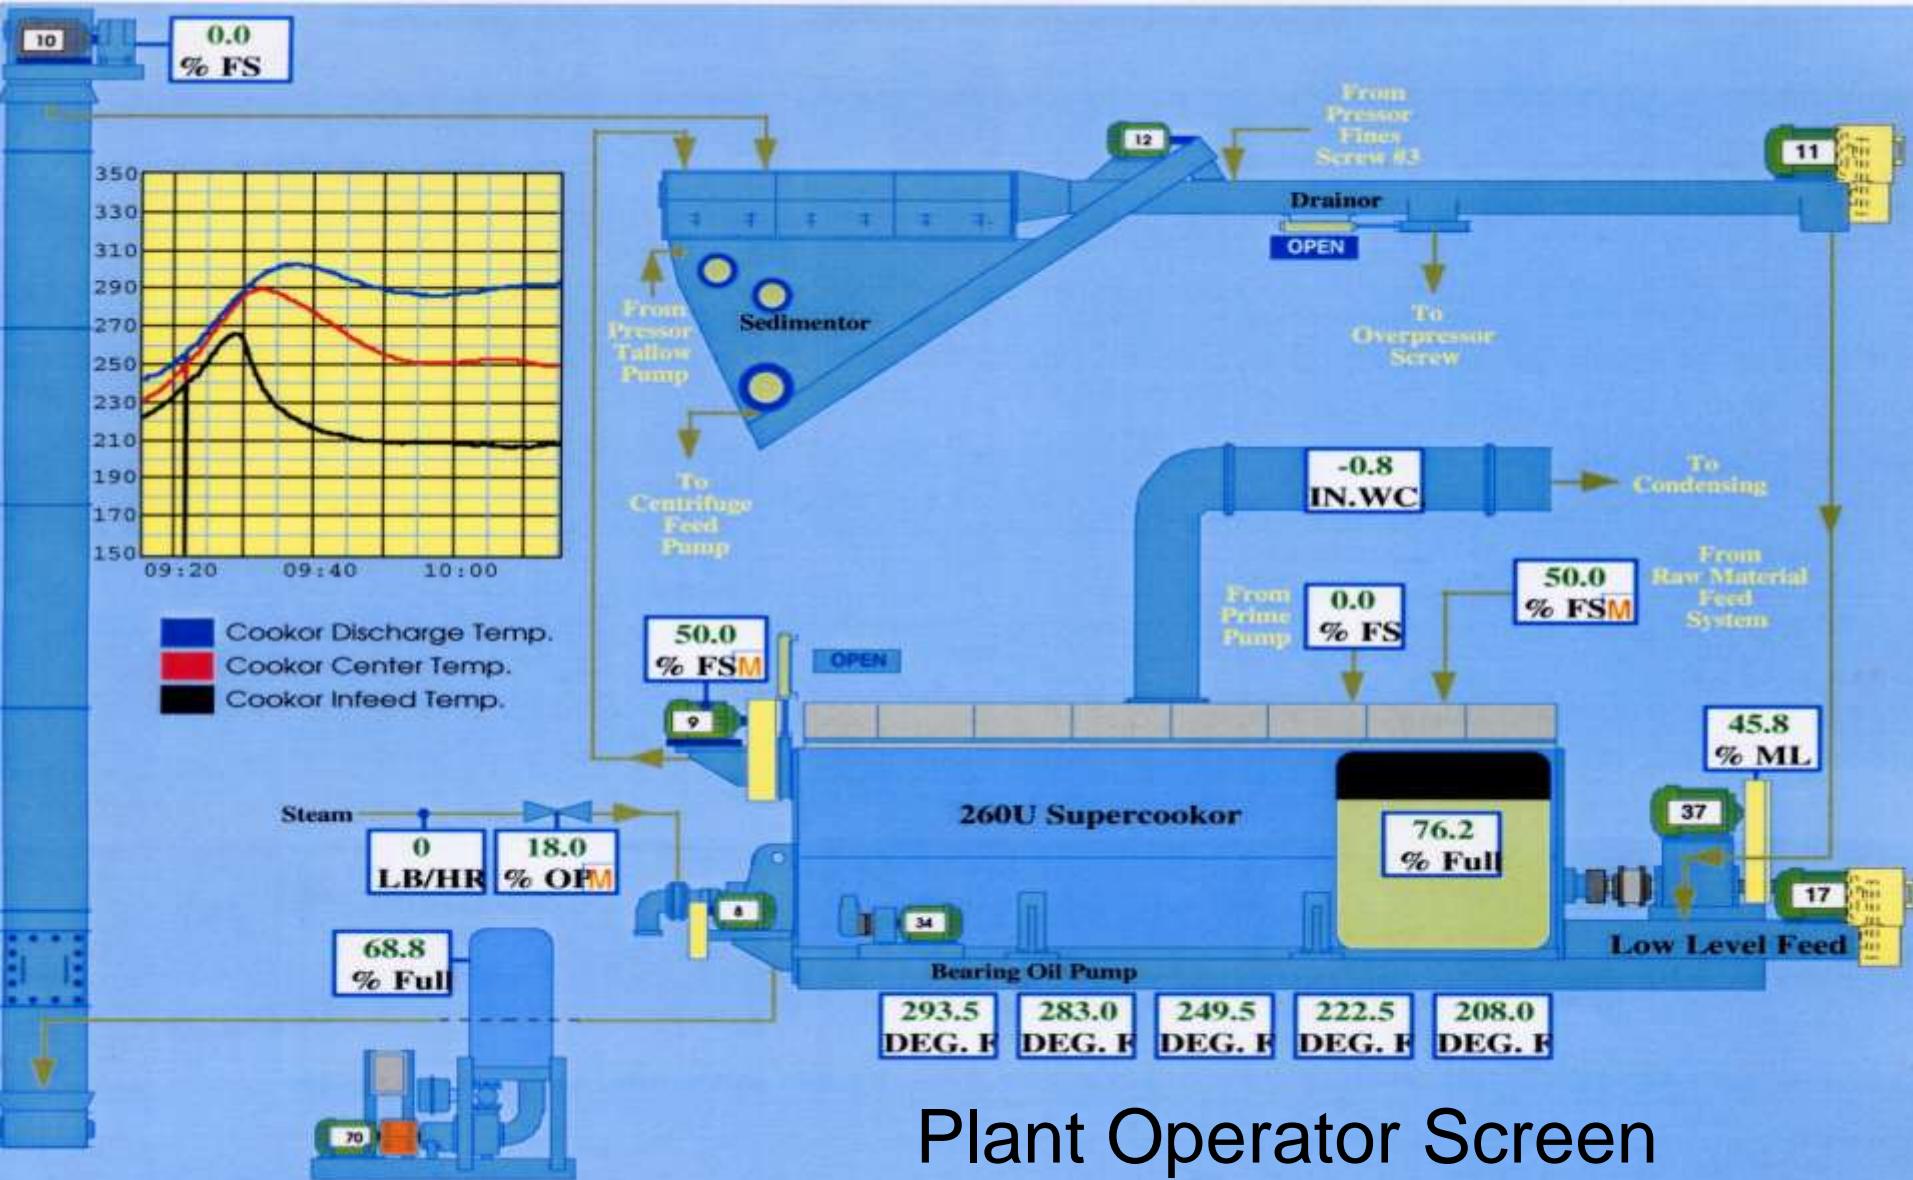 10
0.0
% FS
From
Pressor
Fines
Screw #3
12
11
Drainor
OPEN
To
Overpressor
Screw
350
330
310
290
270
250
230
210
190
170
150
09:20 09:40 10:00
Cookor Discharge Temp.
Cookor Center Temp.
Cookor Infeed Temp.
From
Pressor
Tallow
Pump
Sedimentor
To
Centrifuge
Feed
Pump
-0.8
IN.WC.
To
Condensing
From
Prime
Pump
0.0
% FS
50.0
% FSM
From
Raw Material
Feed
System
50.0
% FSM
OPEN
9
45.8
% ML
Steam
0
LB/HR
18.0
% OPM
260U Supercookor
76.2
% Full
37
8
34
17
68.8
% Full
Low Level Feed
Bearing Oil Pump
293.5
DEG. F
283.0
DEG. F
249.5
DEG. F
222.5
DEG. F
208.0
DEG. F
70
Plant Operator Screen